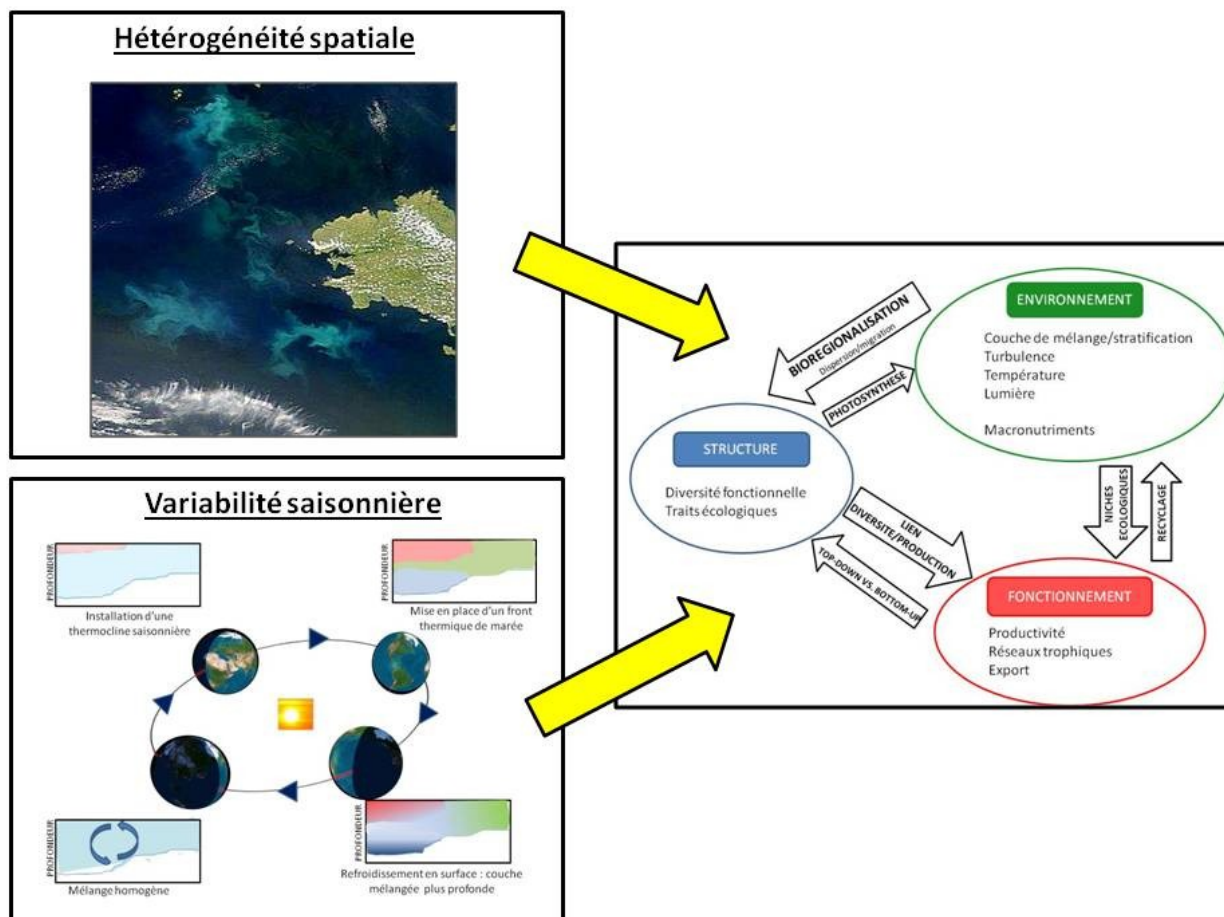 Hétérogénéité spatiale
Variabilité saisonnière
PROFONDEUR
Installation d'une
thermocline saisonnière
PROFONDEUR
Mise en place d'un front
thermique de marée
PROFONDEUR
Mélange homogène
PROFONDEUR
Refroidissement en surface : couche
mélangée plus profonde
ENVIRONNEMENT
Couche de mélange/stratification
Turbulence
Température
Lumière
Macronutriments
BIOREGIONALISATION
Dispersion/migration
PHOTOSYNTHESE
STRUCTURE
Diversité fonctionnelle
Traits écologiques
NICHES
ECOLOGIQUES
RECYCLAGE
LIEN
DIVERSITE/PRODUCTION
TOP-DOWN VS. BOTTOM-UP
FONCTIONNEMENT
Productivité
Réseaux trophiques
Export